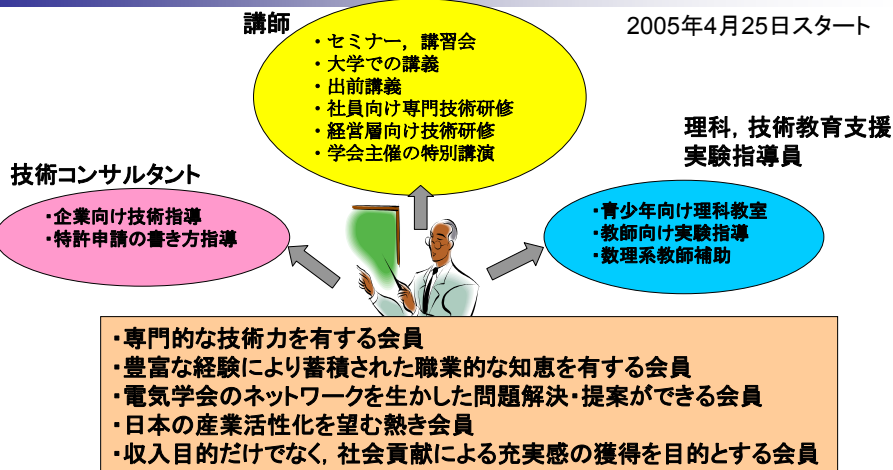 講師
2005年4月25日スタート
・セミナー，講習会
・大学での講義
・出前講義
・社員向け専門技術研修
・経営層向け技術研修
・学会主催の特別講演
理科，技術教育支援
実験指導員
技術コンサルタント
・企業向け技術指導
・特許申請の書き方指導
・青少年向け理科教室
・教師向け実験指導
・数理系教師補助
・専門的な技術力を有する会員
・豊富な経験により蓄積された職業的な知恵を有する会員
・電気学会のネットワークを生かした問題解決・提案ができる会員
・日本の産業活性化を望む熱き会員
・収入目的だけでなく，社会貢献による充実感の獲得を目的とする会員